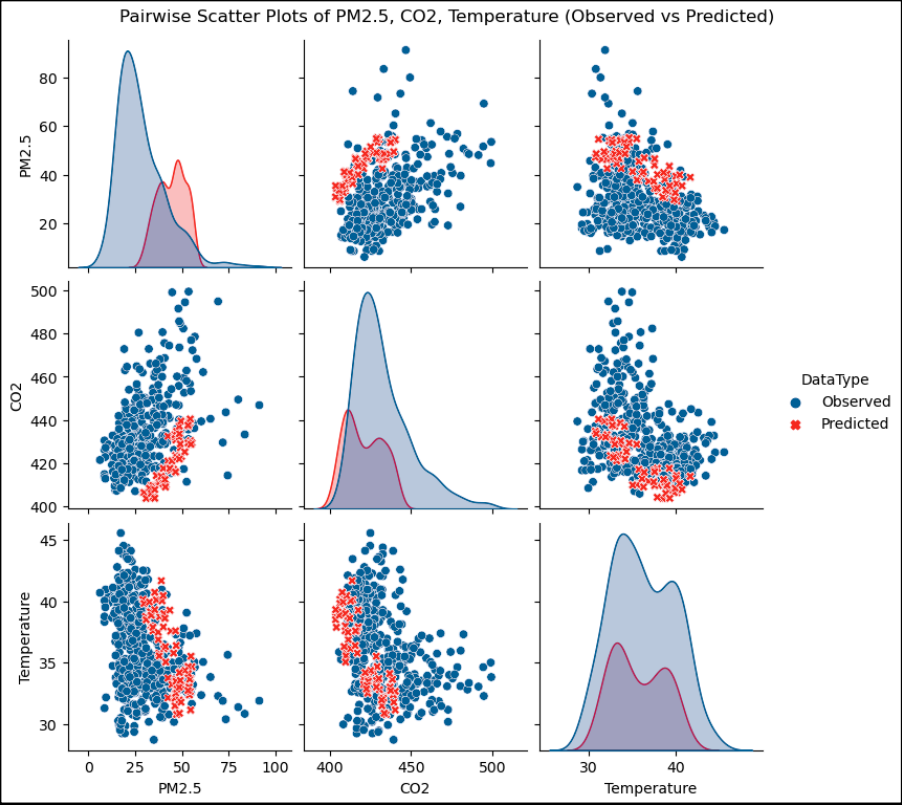 Pairwise Scatter Plots of PM2.5, CO2, Temperature (Observed vs Predicted)
PM2.5
80
60
40
20
CO2
500
480
460
440
420
400
DataType
Observed
Predicted
Temperature
45
40
35
30
0 25 50 75 100
400 450 500
30 40
PM2.5 CO2 Temperature